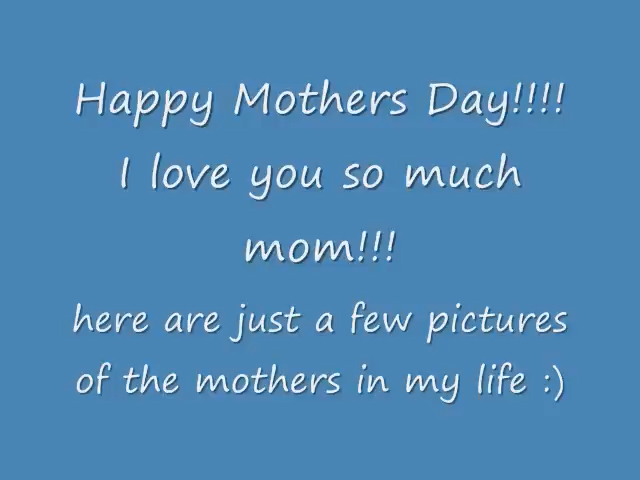 Happy Mothers Day!!!!
I love you so much
mom!!!
here are just a few pictures
of the mothers in my life :)